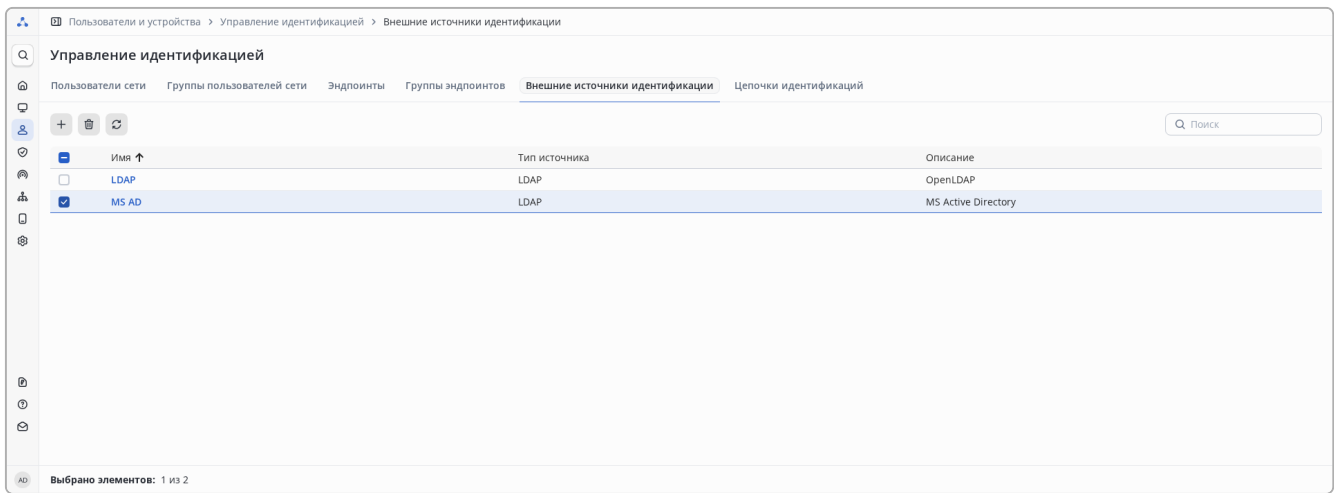 Пользователи и устройства > Управление идентификацией > Внешние источники идентификации
Управление идентификацией
Пользователи сети Группы пользователей сети Эндпоинты Группы эндпоинтов Внешние источники идентификации Цепочки идентификаций
Поиск
Имя Тип источника Описание
LDAP LDAP OpenLDAP
MS AD LDAP MS Active Directory
AD Выбрано элементов: 1 из 2